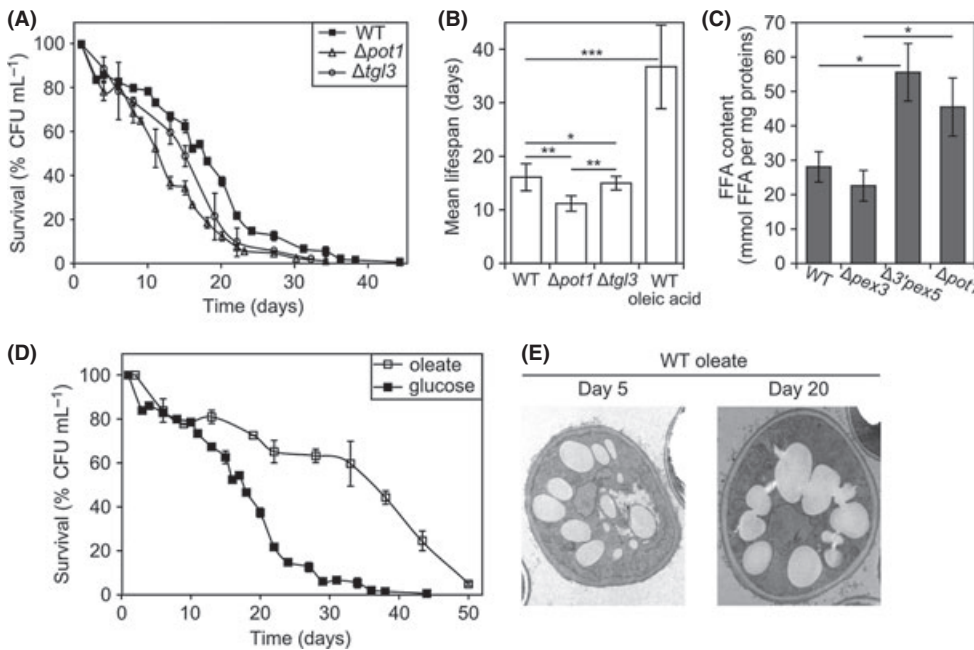 (A)
Survival (% CFU mL⁻¹)
100
80
60
40
20
0
0 10 20 30 40
Time (days)
WT
Δpot1
Δtgl3
(B)
Mean lifespan (days)
40
30
20
10
0
***
*
** **
WT Δpot1 Δtgl3 WT
oleic acid
(C)
FFA content
(mmol FFA per mg proteins)
70
60
50
40
30
20
10
0
*
*
WT
Δpex3
Δ3'pex5
Δpot1
(D)
Survival (% CFU mL⁻¹)
100
80
60
40
20
0
0 10 20 30 40 50
Time (days)
oleate
glucose
(E)
WT oleate
Day 5 Day 20